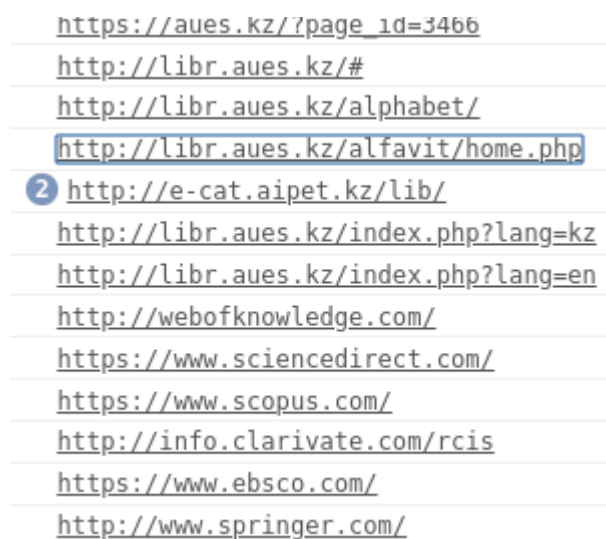 https://aues.kz/?page_id=3466
http://libr.aues.kz/#
http://libr.aues.kz/alphabet/
http://libr.aues.kz/alfavit/home.php
2 http://e-cat.aipet.kz/lib/
http://libr.aues.kz/index.php?lang=kz
http://libr.aues.kz/index.php?lang=en
http://webofknowledge.com/
https://www.sciencedirect.com/
https://www.scopus.com/
http://info.clarivate.com/rcis
https://www.ebsco.com/
http://www.springer.com/